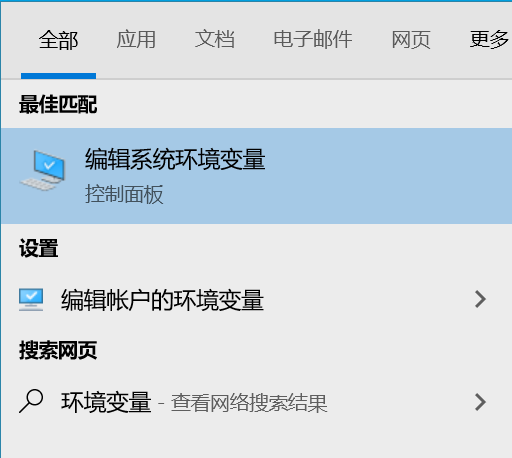 全部 应用 文档 电子邮件 网页 更多
最佳匹配
编辑系统环境变量
控制面板
设置
编辑帐户的环境变量
搜索网页
环境变量 - 查看网络搜索结果